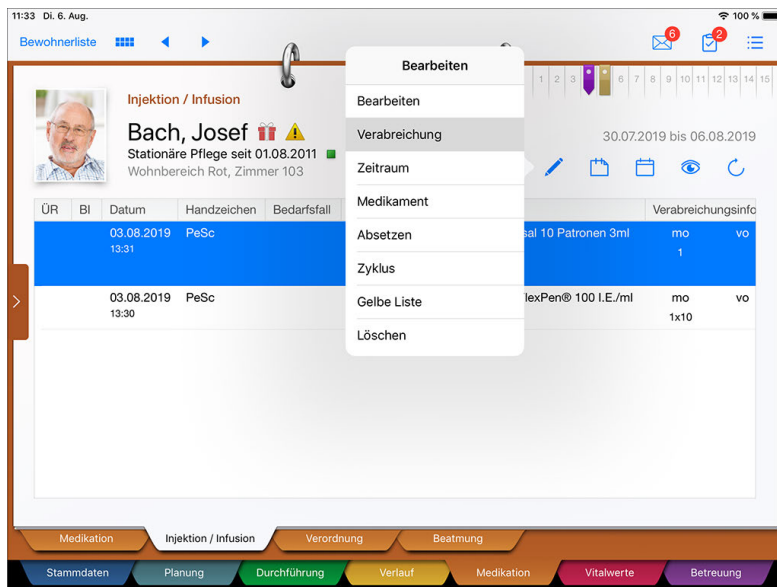 11:33 Di. 6. Aug.
100 %
Bewohnerliste
6
2
Bearbeiten
Bearbeiten
Verabreichung
Zeitraum
Medikament
Absetzen
Zyklus
Gelbe Liste
Löschen
1 2 3 6 7 8 9 10 11 12 13 14 15
Injektion / Infusion
Bach, Josef
Stationäre Pflege seit 01.08.2011
Wohnbereich Rot, Zimmer 103
30.07.2019 bis 06.08.2019
ÜR BI Datum Handzeichen Bedarfsfall Verabreichungsinfo
03.08.2019 PeSc sal 10 Patronen 3ml mo vo
13:31 1
03.08.2019 PeSc lexPen® 100 I.E./ml mo vo
13:30 1x10
Medikation Injektion / Infusion Verordnung Beatmung
Stammdaten Planung Durchführung Verlauf Medikation Vitalwerte Betreuung